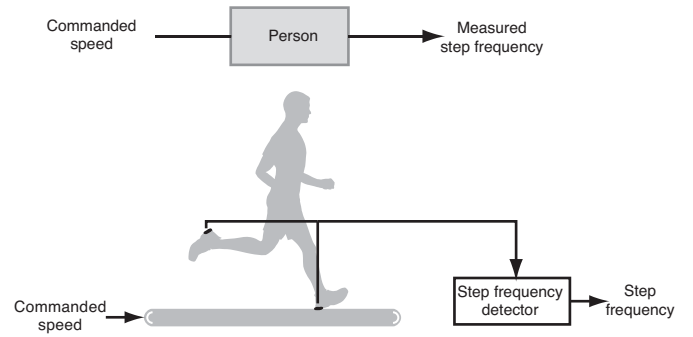 Commanded
speed
Person
Measured
step frequency
Commanded
speed
Step frequency
detector
Step
frequency